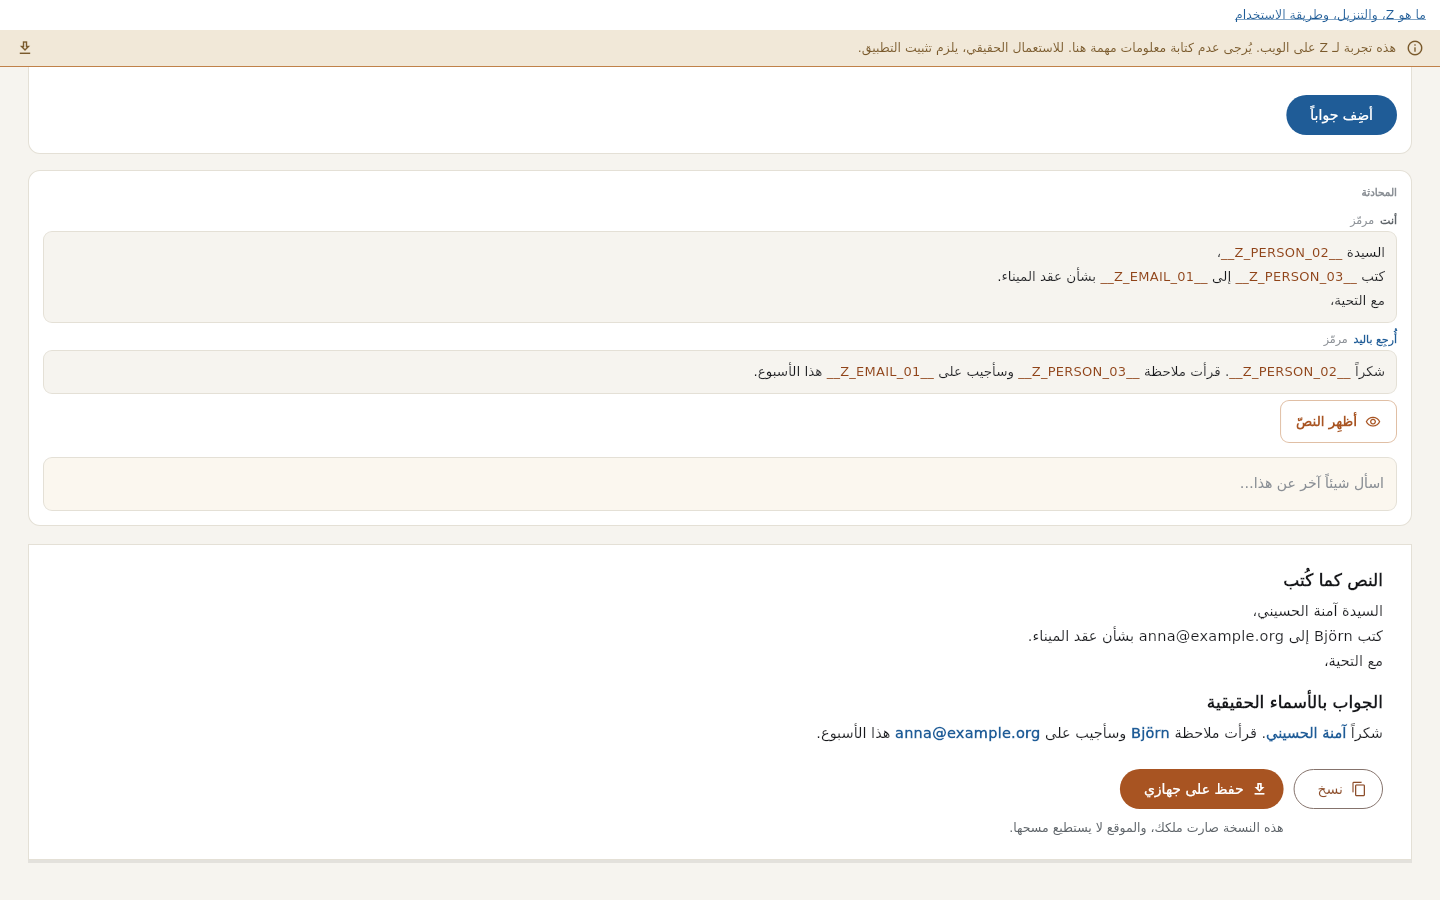 ما هو Z، والتنزيل، وطريقة الاستخدام
هذه تجربة لـ Z على الويب. يُرجى عدم كتابة معلومات مهمة هنا. للاستعمال الحقيقي، يلزم تثبيت التطبيق.
أضِف جواباً
المحادثة
أنت مرمّز
السيدة __Z_PERSON_02__،
كتب __Z_PERSON_03__ إلى __Z_EMAIL_01__ بشأن عقد الميناء.
مع التحية،
أُرجِع باليد مرمّز
شكراً __Z_PERSON_02__. قرأت ملاحظة __Z_PERSON_03__ وسأجيب على __Z_EMAIL_01__ هذا الأسبوع.
أظهِر النصّ
اسأل شيئاً آخر عن هذا...
النص كما كُتب
السيدة آمنة الحسيني،
كتب Björn إلى anna@example.org بشأن عقد الميناء.
مع التحية،
الجواب بالأسماء الحقيقية
شكراً آمنة الحسيني. قرأت ملاحظة Björn وسأجيب على anna@example.org هذا الأسبوع.
نسخ
حفظ على جهازي
هذه النسخة صارت ملكك، والموقع لا يستطيع مسحها.